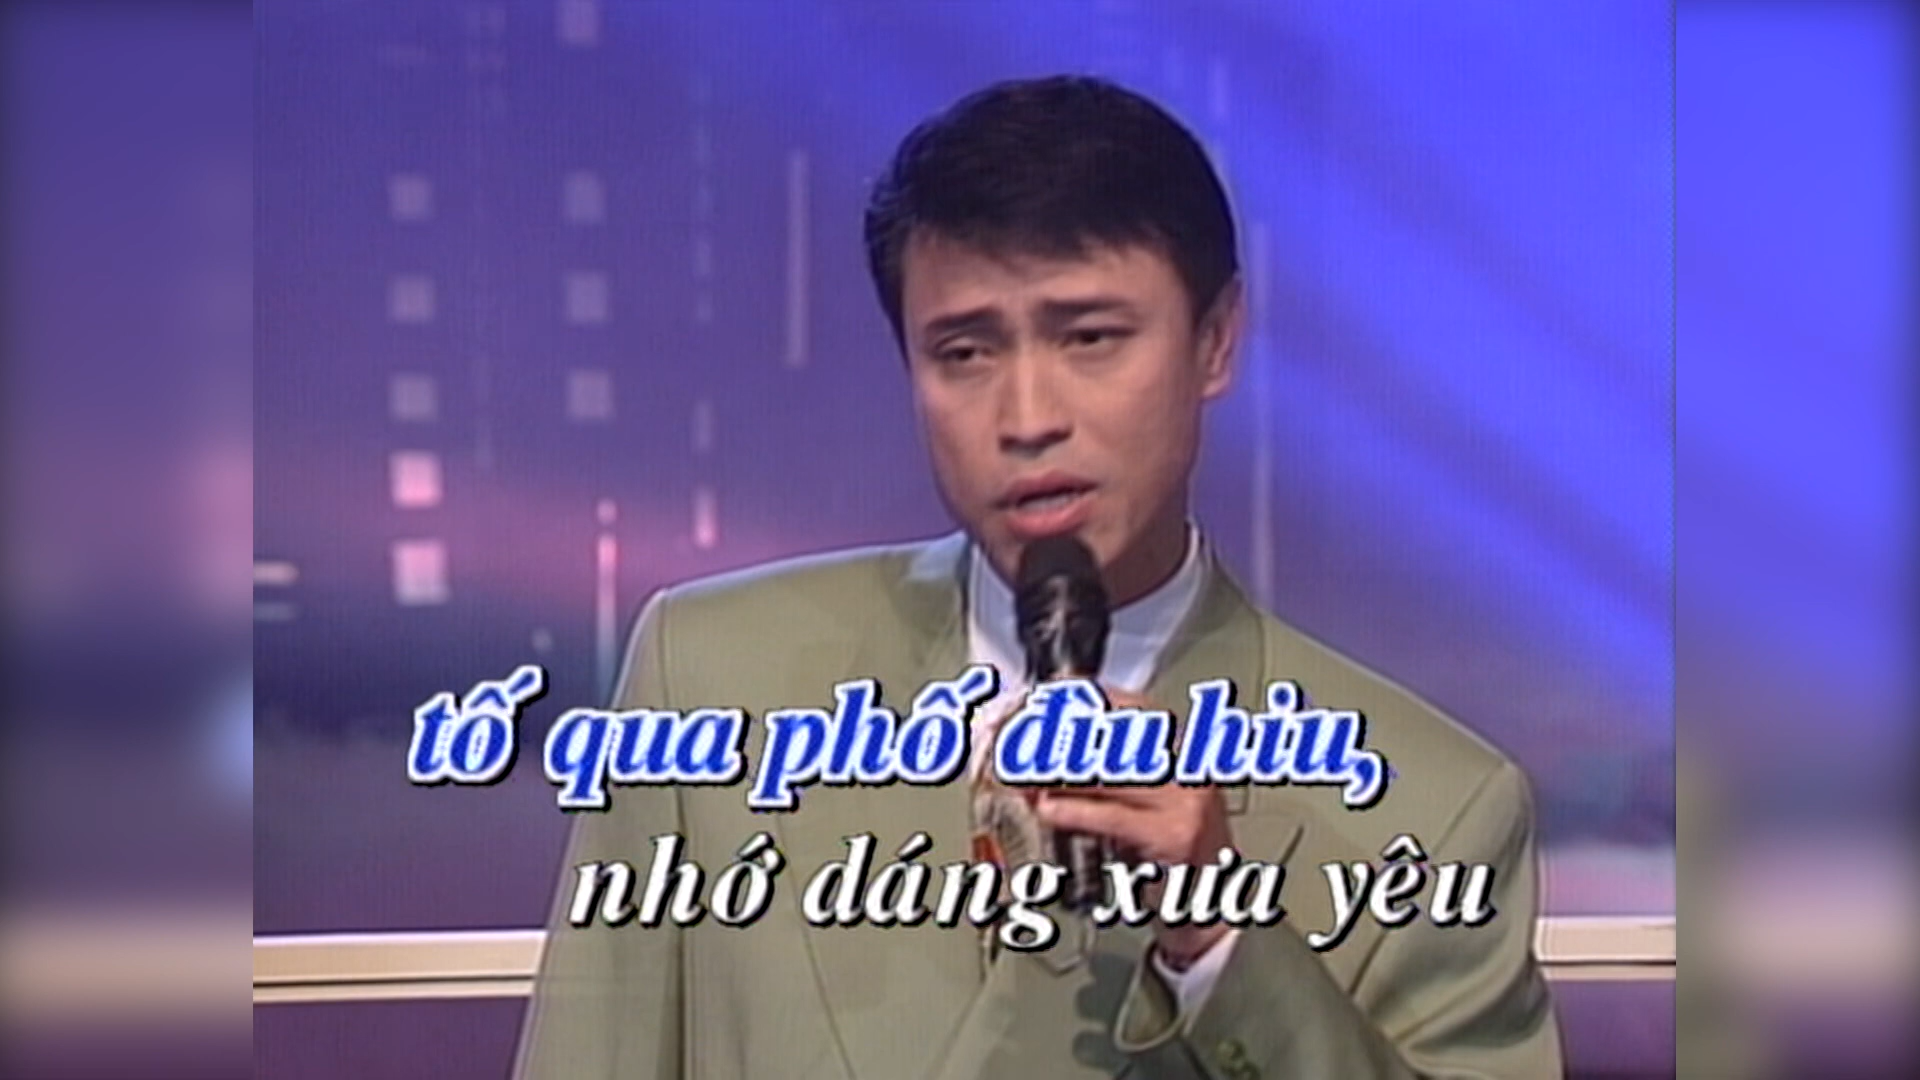 tố qua phố đìu hiu,
nhớ dáng xưa yêu